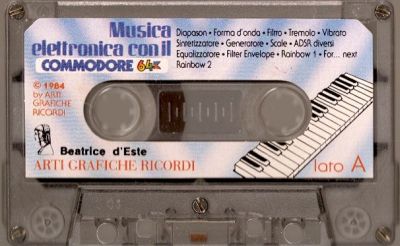 Musica
elettronica con il
COMMODORE 64
Diapason • Forma d'onda • Filtro • Tremolo • Vibrato
Sintetizzatore • Generatore • Scale • ADSR diversi
Equalizzatore • Filter Envelope • Rainbow 1 • For... next
Rainbow 2
© 1984
by ARTI
GRAFICHE
RICORDI
Beatrice d'Este
ARTI GRAFICHE RICORDI
lato A